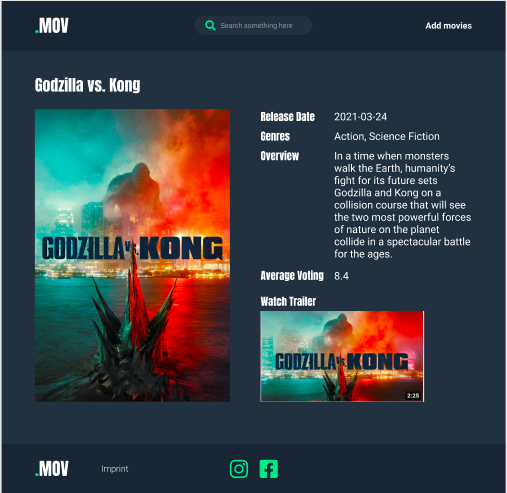 .MOV
Search something here
Add movies
Godzilla vs. Kong
GODZILLA VS. KONG
Release Date 2021-03-24
Genres Action, Science Fiction
Overview In a time when monsters
walk the Earth, humanity's
fight for its future sets
Godzilla and Kong on a
collision course that will see
the two most powerful forces
of nature on the planet
collide in a spectacular battle
for the ages.
Average Voting 8.4
Watch Trailer
GODZILLA VS. KONG
2:25
.MOV
Imprint